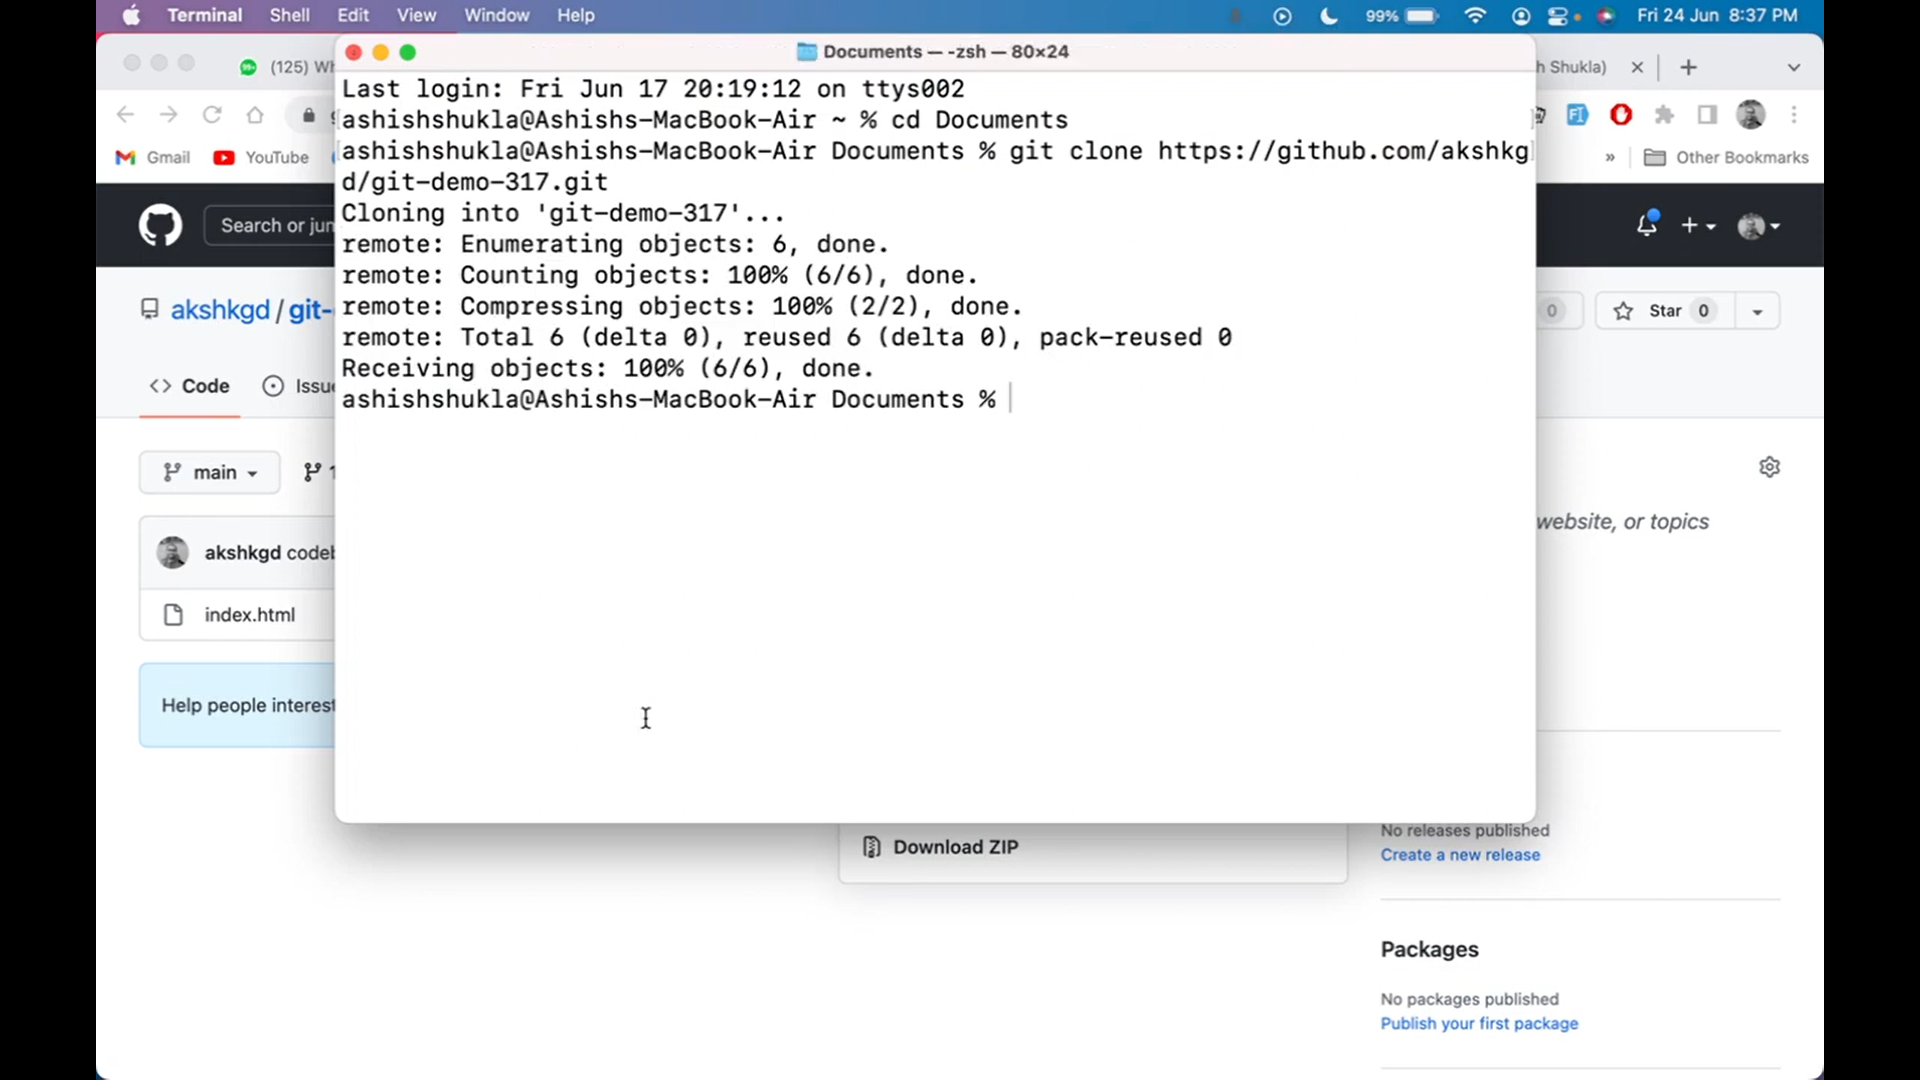 Terminal Shell Edit View Window Help 99% Fri 24 Jun 8:37 PM
(125) Wh
Documents — -zsh — 80×24
h Shukla)
Last login: Fri Jun 17 20:19:12 on ttys002
ashishshukla@Ashishs-MacBook-Air ~ % cd Documents
ashishshukla@Ashishs-MacBook-Air Documents % git clone https://github.com/akshkg
d/git-demo-317.git
Cloning into 'git-demo-317'...
remote: Enumerating objects: 6, done.
remote: Counting objects: 100% (6/6), done.
remote: Compressing objects: 100% (2/2), done.
remote: Total 6 (delta 0), reused 6 (delta 0), pack-reused 0
Receiving objects: 100% (6/6), done.
ashishshukla@Ashishs-MacBook-Air Documents %
Gmail YouTube
» Other Bookmarks
Search or jum
akshkgd / git-
0 Star 0
Code Issu
main 1
website, or topics
akshkgd codeb
index.html
Help people interest
Download ZIP
No releases published
Create a new release
Packages
No packages published
Publish your first package